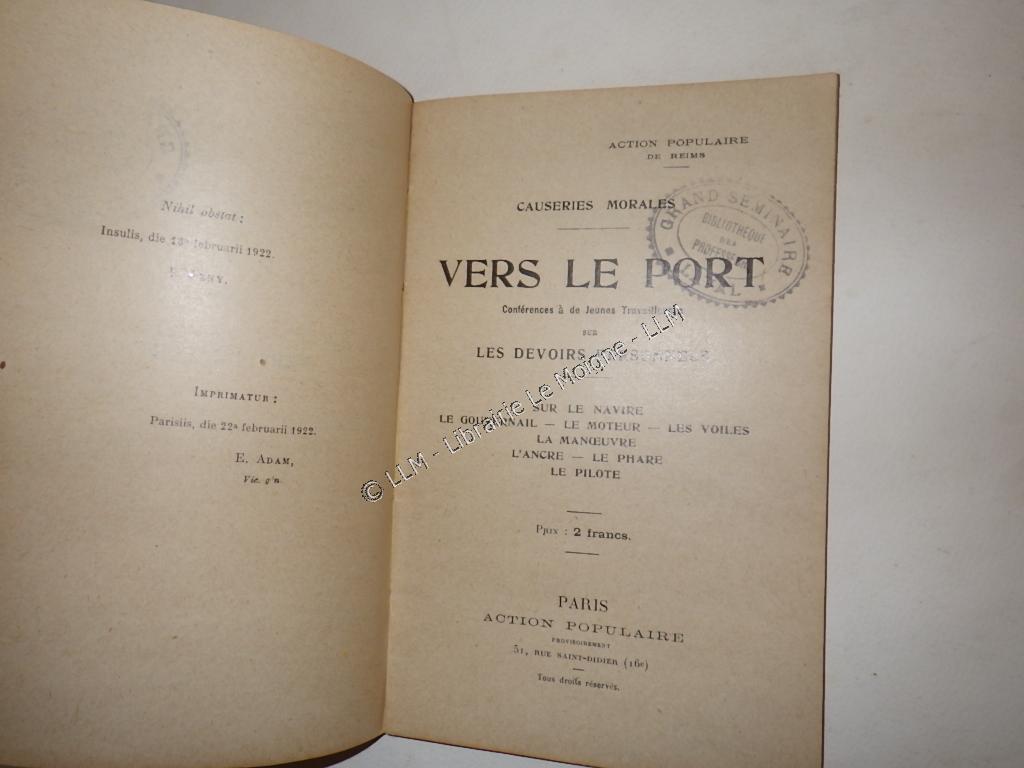 Nihil obstat :
Insulis, die februarii 1922.
Imprimatur :
Parisiis, die 22a februarii 1922.
E. Adam,
Vic. g'n.
ACTION POPULAIRE
DE REIMS
CAUSERIES MORALES
GRAND SEMINAIRE
BIBLIOTHEQUE
DES
VERS LE PORT
Conférences à de Jeunes
SUR
LES DEVOIRS
SUR LE NAVIRE
LE GOUVERNAIL — LE MOTEUR — LES VOILES
LA MANŒUVRE
L'ANCRE — LE PHARE
LE PILOTE
Prix : 2 francs.
PARIS
ACTION POPULAIRE
PROVISOIREMENT
51, RUE SAINT-DIDIER (16e)
Tous droits réservés.
© LLM - Librairie Le Moigne - LLM